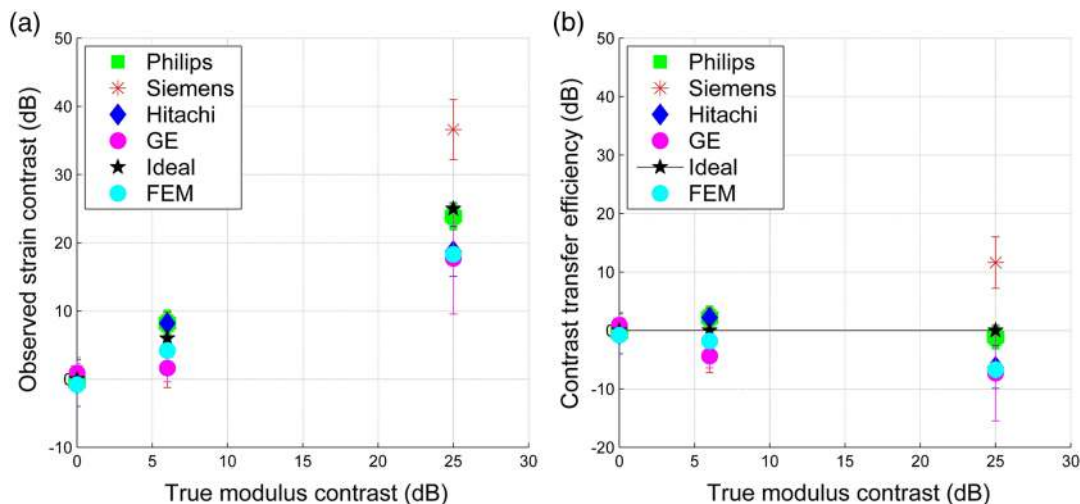 (a)
Observed strain contrast (dB)
50
40
30
20
10
0
-10
Philips
Siemens
Hitachi
GE
Ideal
FEM
0 5 10 15 20 25 30
True modulus contrast (dB)
(b)
Contrast transfer efficiency (dB)
50
40
30
20
10
0
-10
-20
Philips
Siemens
Hitachi
GE
Ideal
FEM
0 5 10 15 20 25 30
True modulus contrast (dB)